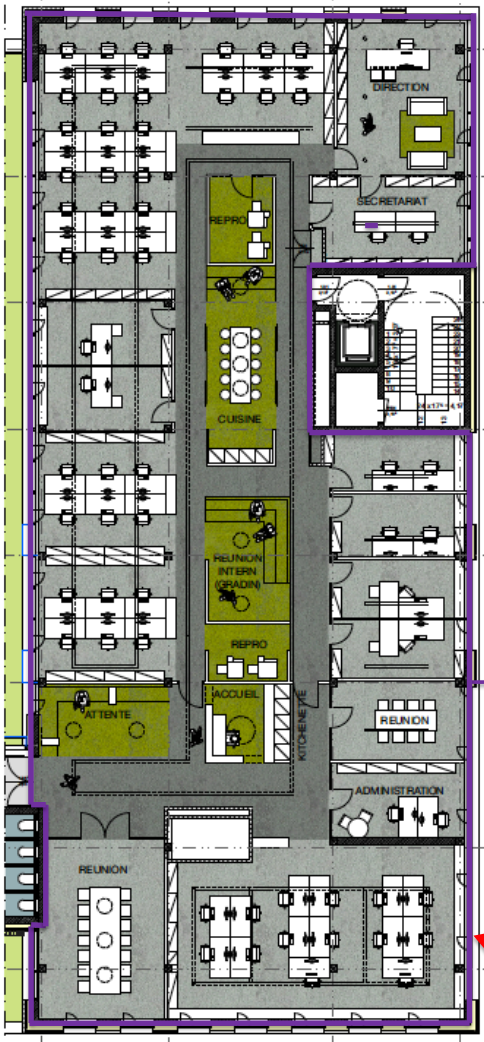 DIRECTION
REPRO
SECRETARIAT
CUISINE
REUNION
INTERN
(GRADIN)
REPRO
ACCUEIL
ATTENTE
KITCHENETTE
REUNION
ADMINISTRATION
REUNION